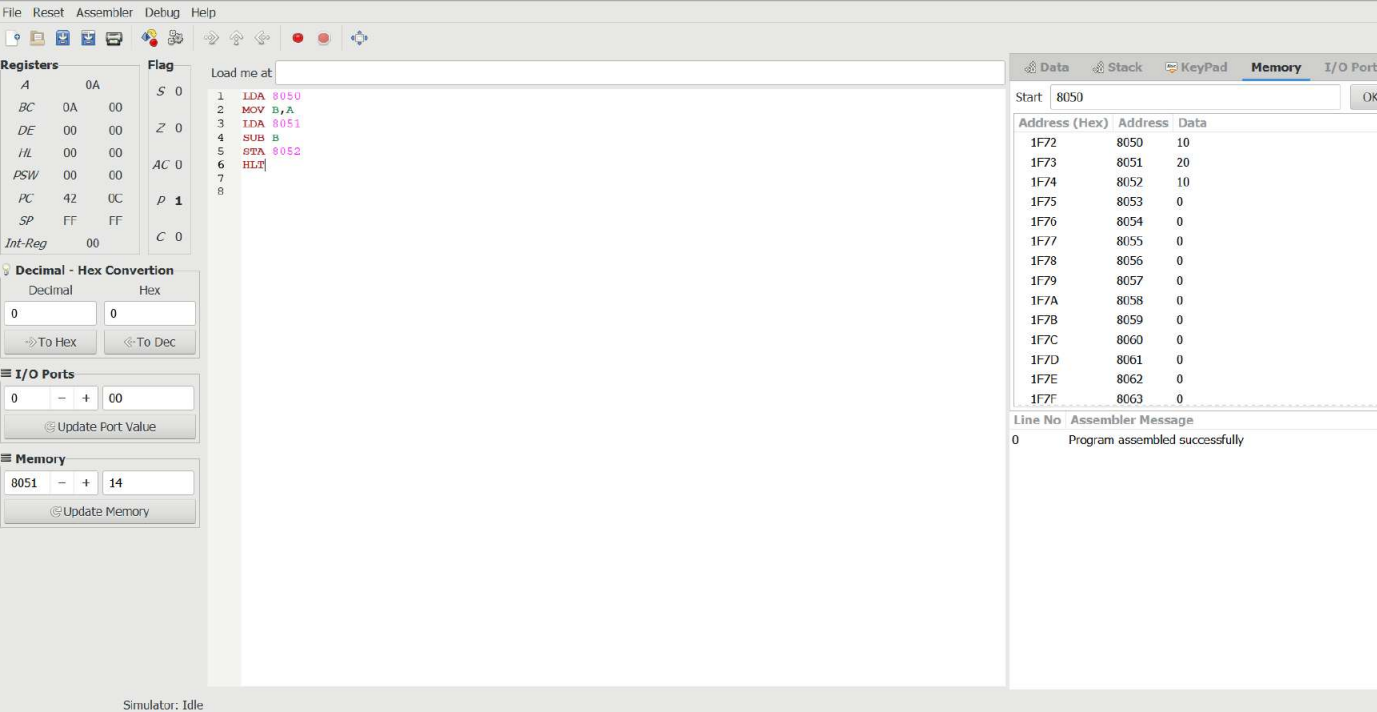 File Reset Assembler Debug Help
Registers
A 0A
BC 0A 00
DE 00 00
HL 00 00
PSW 00 00
PC 42 0C
SP FF FF
Int-Reg 00
Flag
S 0
Z 0
AC 0
P 1
C 0
Decimal - Hex Convertion
Decimal Hex
0 0
To Hex To Dec
I/O Ports
0 - + 00
Update Port Value
Memory
8051 - + 14
Update Memory
Load me at
1 LDA 8050
2 MOV B,A
3 LDA 8051
4 SUB B
5 STA 8052
6 HLT
7
8
Data Stack KeyPad Memory I/O Port
Start 8050 OK
Address (Hex) Address Data
1F72 8050 10
1F73 8051 20
1F74 8052 10
1F75 8053 0
1F76 8054 0
1F77 8055 0
1F78 8056 0
1F79 8057 0
1F7A 8058 0
1F7B 8059 0
1F7C 8060 0
1F7D 8061 0
1F7E 8062 0
1F7F 8063 0
Line No Assembler Message
0 Program assembled successfully
Simulator: Idle